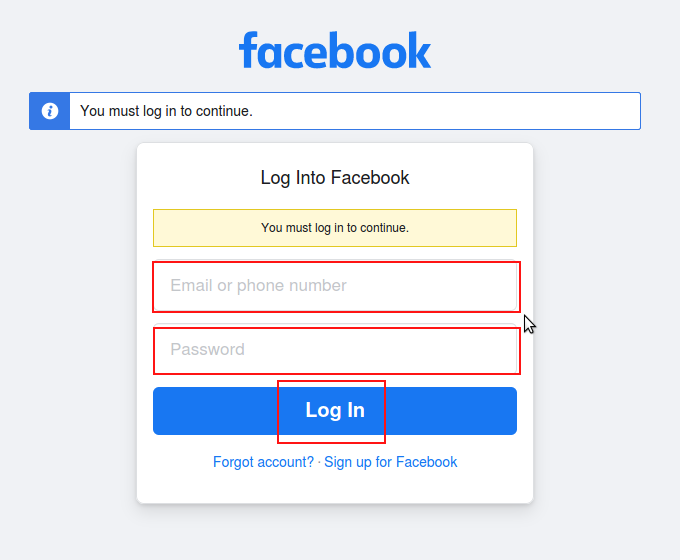 facebook
You must log in to continue.
Log Into Facebook
You must log in to continue.
Email or phone number
Password
Log In
Forgot account? · Sign up for Facebook